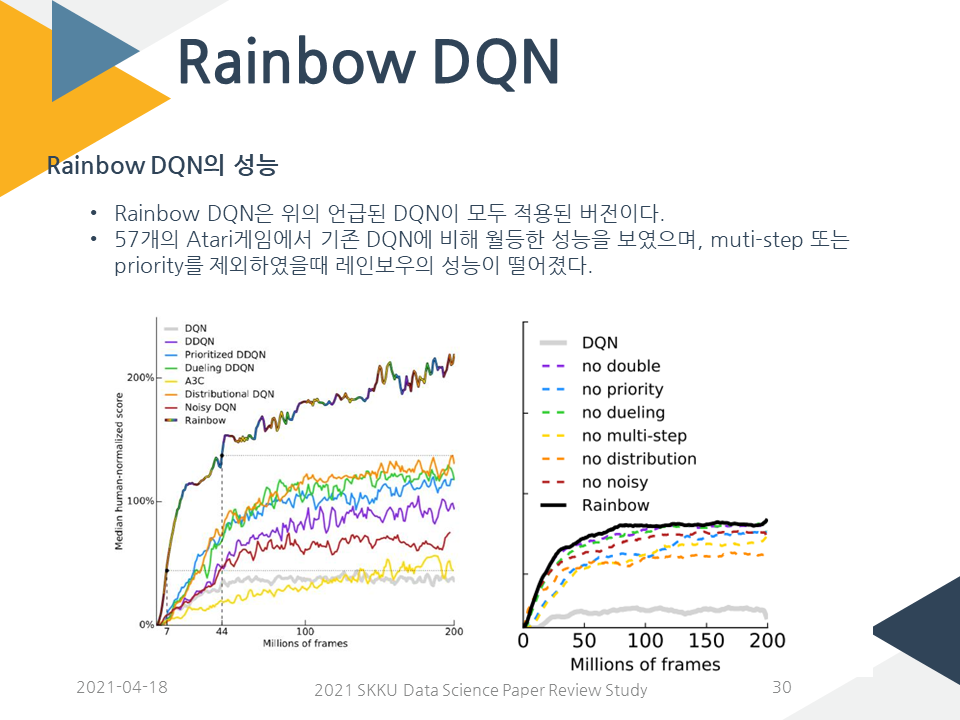 Rainbow DQN
Rainbow DQN의 성능
• Rainbow DQN은 위의 언급된 DQN이 모두 적용된 버전이다.
• 57개의 Atari게임에서 기존 DQN에 비해 월등한 성능을 보였으며, muti-step 또는
priority를 제외하였을때 레인보우의 성능이 떨어졌다.
DQN
DDQN
Prioritized DDQN
Dueling DDQN
A3C
Distributional DQN
Noisy DQN
Rainbow
200%
100%
0%
Median human-normalized score
7 44 100 200
Millions of frames
DQN
no double
no priority
no dueling
no multi-step
no distribution
no noisy
Rainbow
0 50 100 150 200
Millions of frames
2021-04-18
2021 SKKU Data Science Paper Review Study
30